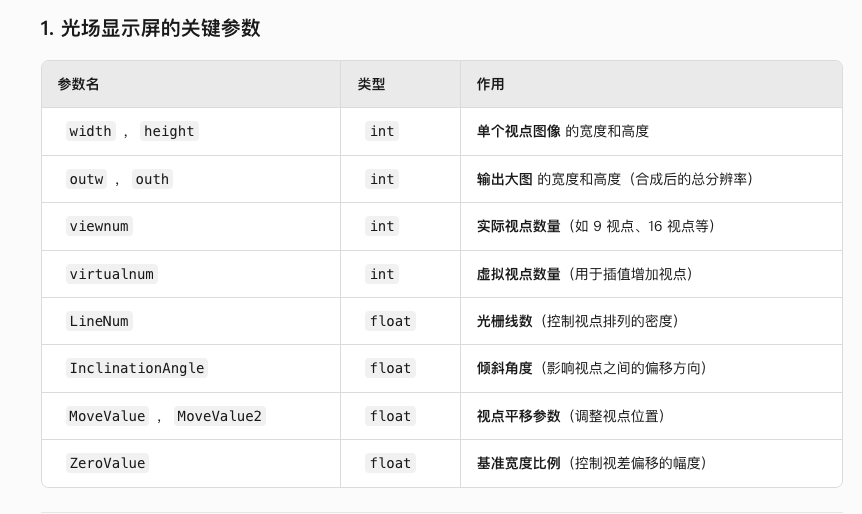 1. 光场显示屏的关键参数
参数名 类型 作用
width , height int 单个视点图像 的宽度和高度
outw , outh int 输出大图 的宽度和高度（合成后的总分辨率）
viewnum int 实际视点数量（如 9 视点、16 视点等）
virtualnum int 虚拟视点数量（用于插值增加视点）
LineNum float 光栅线数（控制视点排列的密度）
InclinationAngle float 倾斜角度（影响视点之间的偏移方向）
MoveValue , MoveValue2 float 视点平移参数（调整视点位置）
ZeroValue float 基准宽度比例（控制视差偏移的幅度）